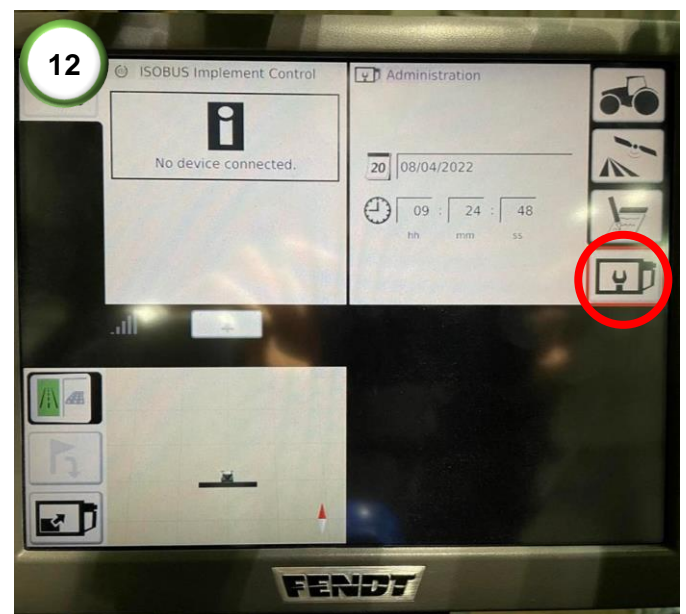 12
ISOBUS Implement Control
No device connected.
Administration
20 08/04/2022
09 : 24 : 48
hh mm ss
+
FENDT